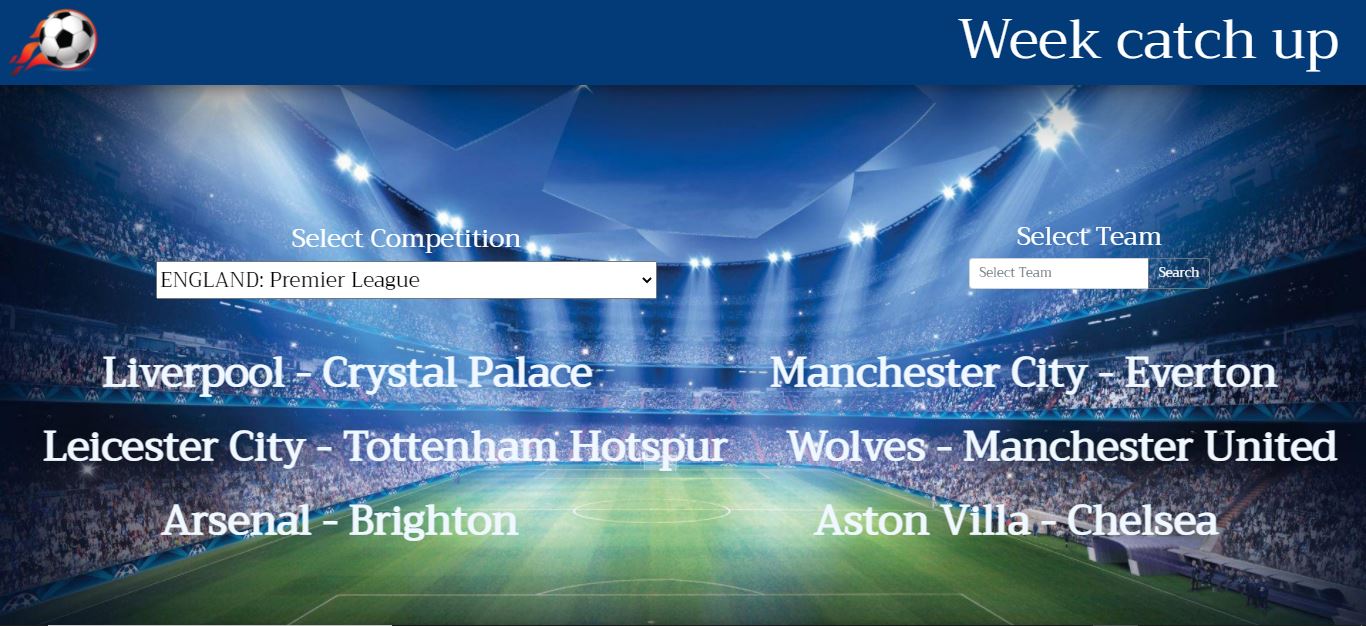 Week catch up
Select Competition
Select Team
ENGLAND: Premier League
Select Team
Search
Liverpool - Crystal Palace
Manchester City - Everton
Leicester City - Tottenham Hotspur
Wolves - Manchester United
Arsenal - Brighton
Aston Villa - Chelsea